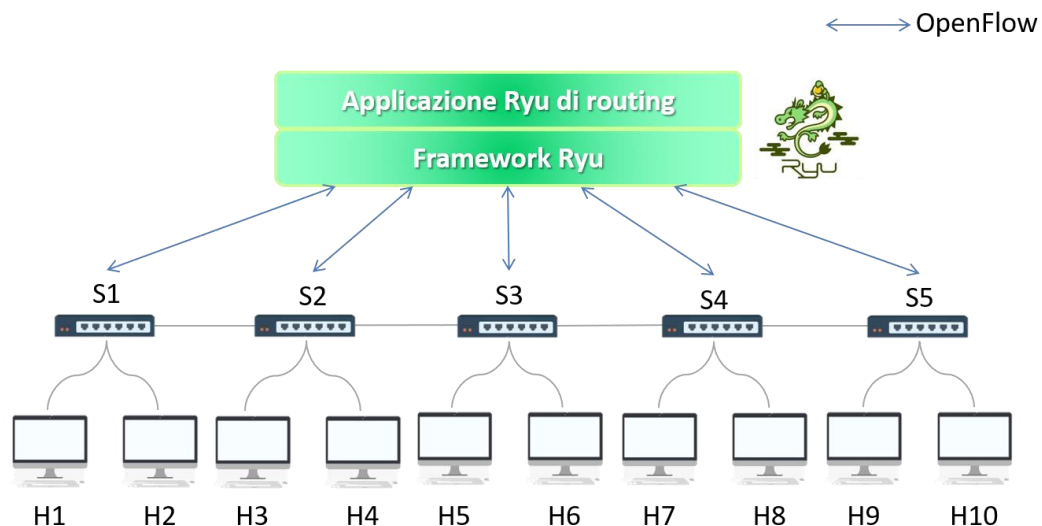 OpenFlow
Applicazione Ryu di routing
Framework Ryu
Ryu
S1
S2
S3
S4
S5
H1
H2
H3
H4
H5
H6
H7
H8
H9
H10